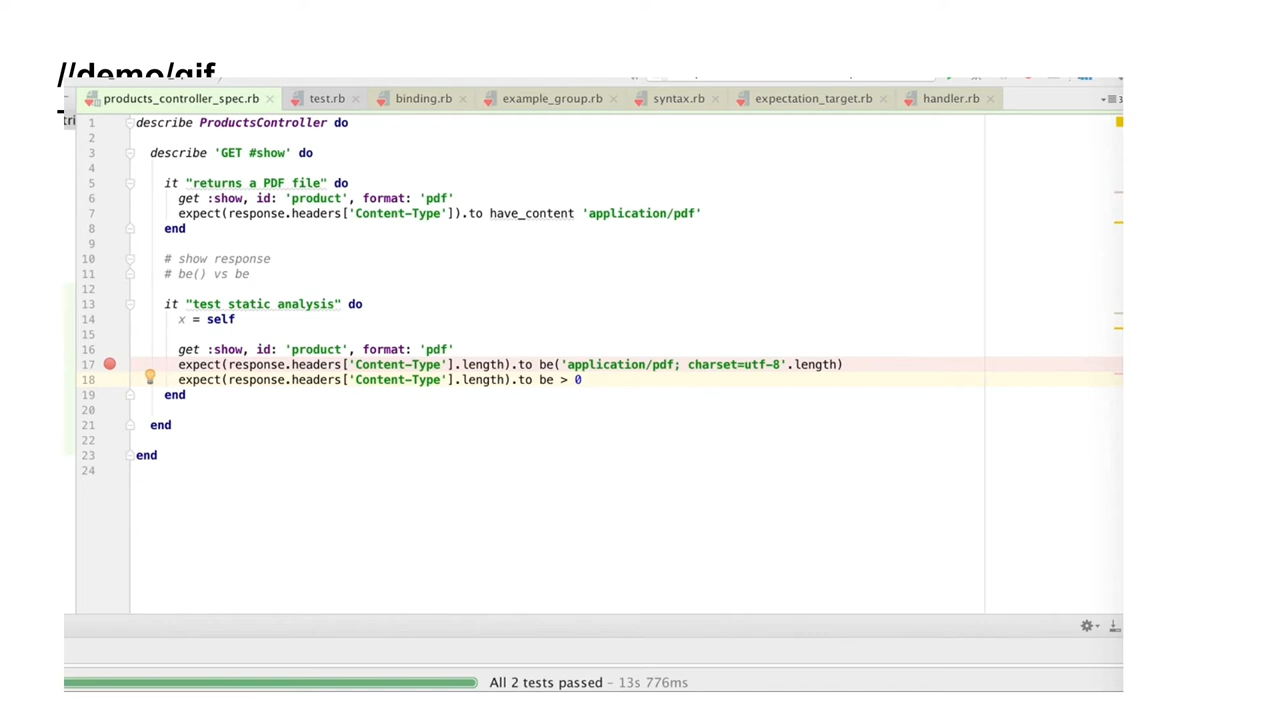 //demo/gif
products_controller_spec.rb test.rb binding.rb example_group.rb syntax.rb expectation_target.rb handler.rb
1 describe ProductsController do
2
3 describe 'GET #show' do
4
5 it "returns a PDF file" do
6 get :show, id: 'product', format: 'pdf'
7 expect(response.headers['Content-Type']).to have_content 'application/pdf'
8 end
9
10 # show response
11 # be() vs be
12
13 it "test static analysis" do
14 x = self
15
16 get :show, id: 'product', format: 'pdf'
17 expect(response.headers['Content-Type'].length).to be('application/pdf; charset=utf-8'.length)
18 expect(response.headers['Content-Type'].length).to be > 0
19 end
20
21 end
22
23 end
24
All 2 tests passed – 13s 776ms